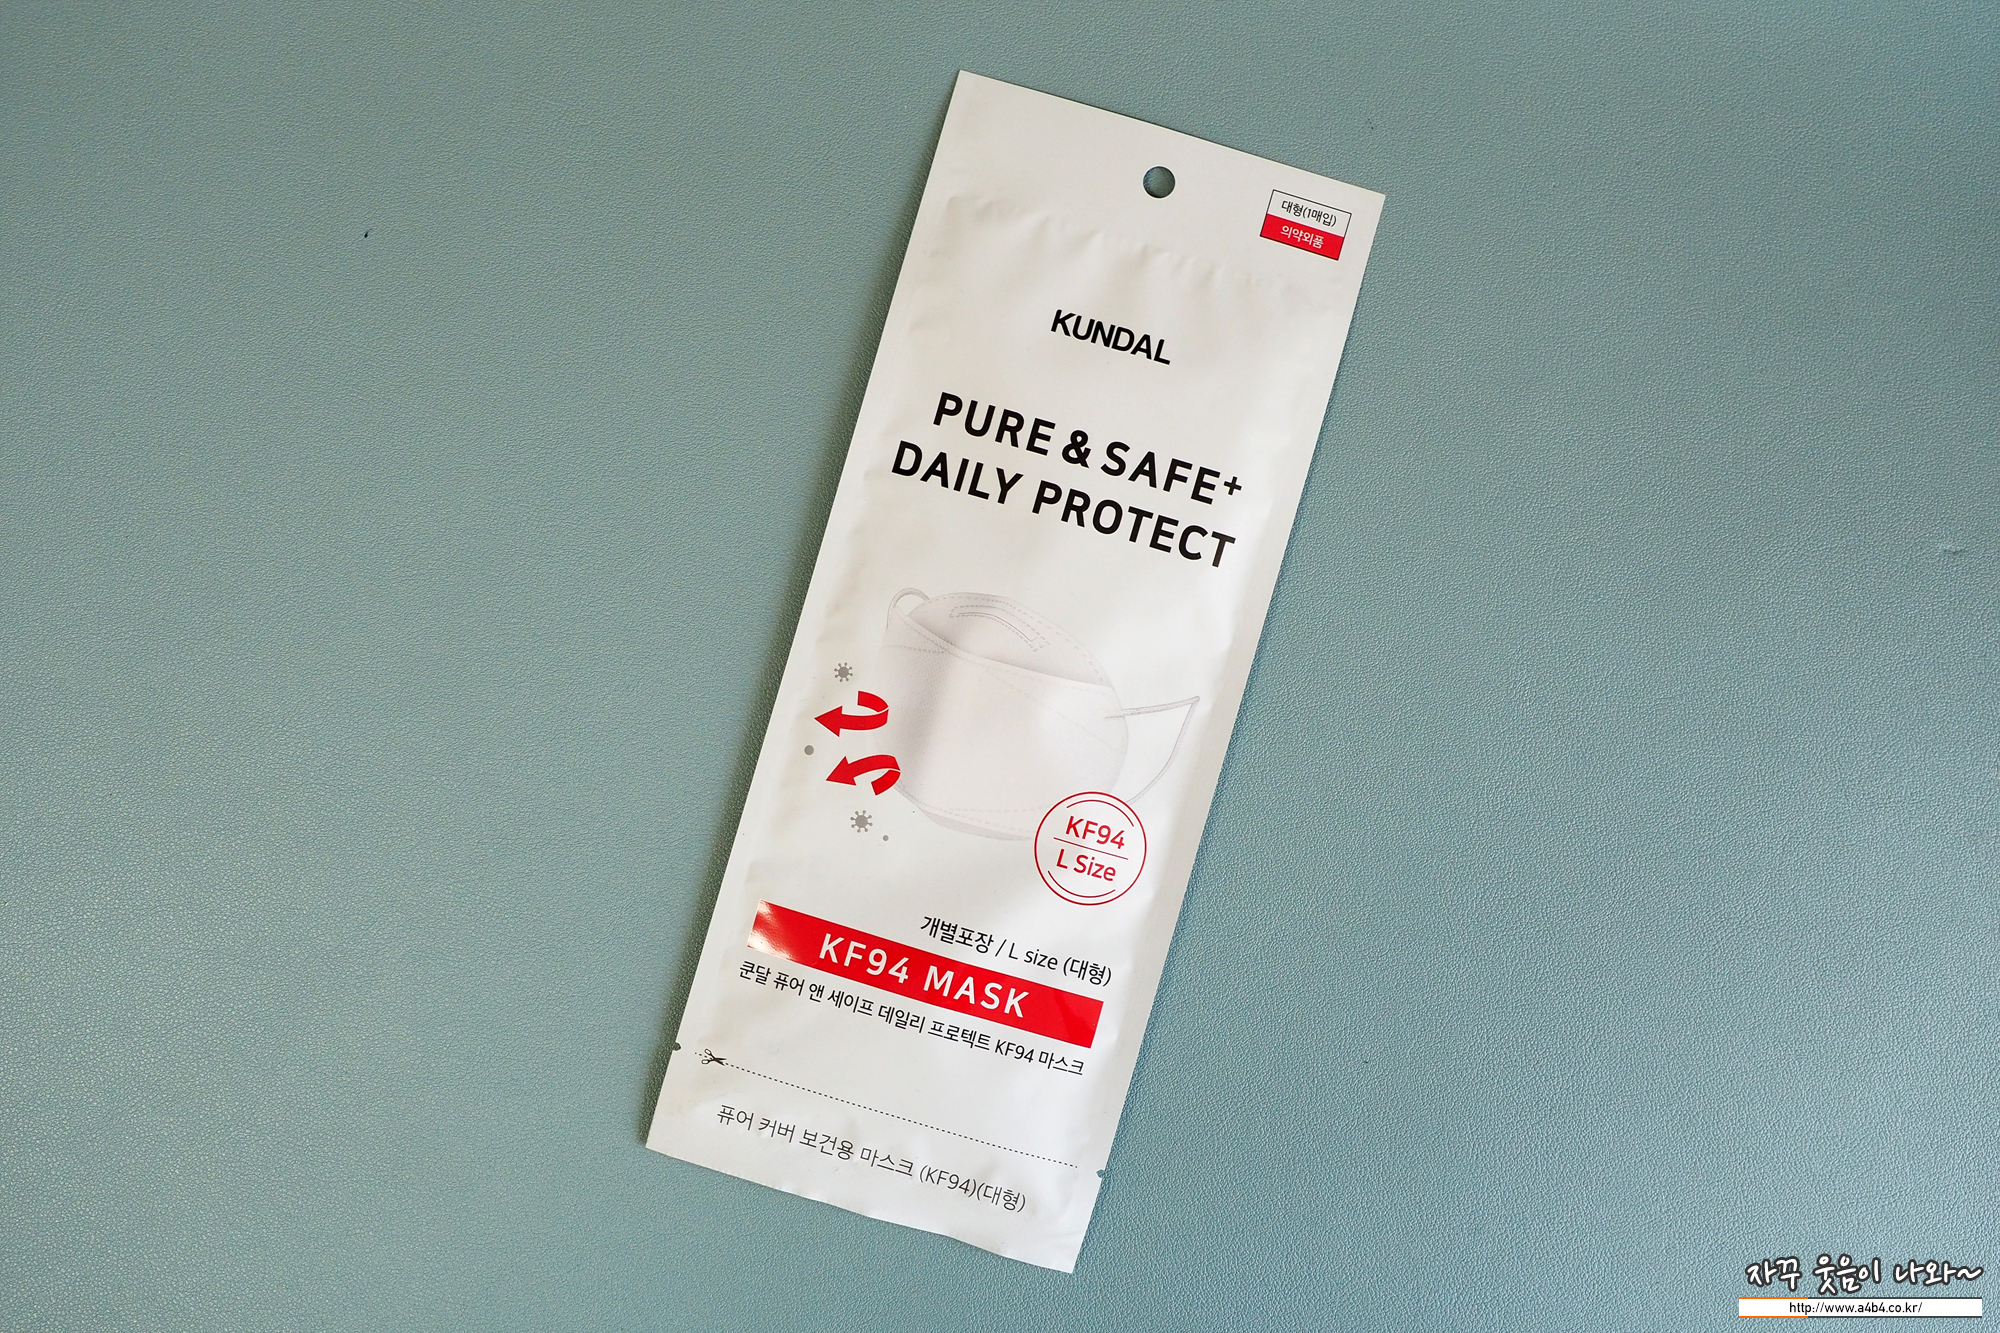 대형(1매입)
의약외품
KUNDAL
PURE & SAFE+
DAILY PROTECT
KF94
L Size
개별포장 / L size (대형)
KF94 MASK
쿤달 퓨어 앤 세이프 데일리 프로텍트 KF94 마스크
퓨어 커버 보건용 마스크 (KF94)(대형)
자꾸 웃음이 나와~
http://www.a4b4.co.kr/